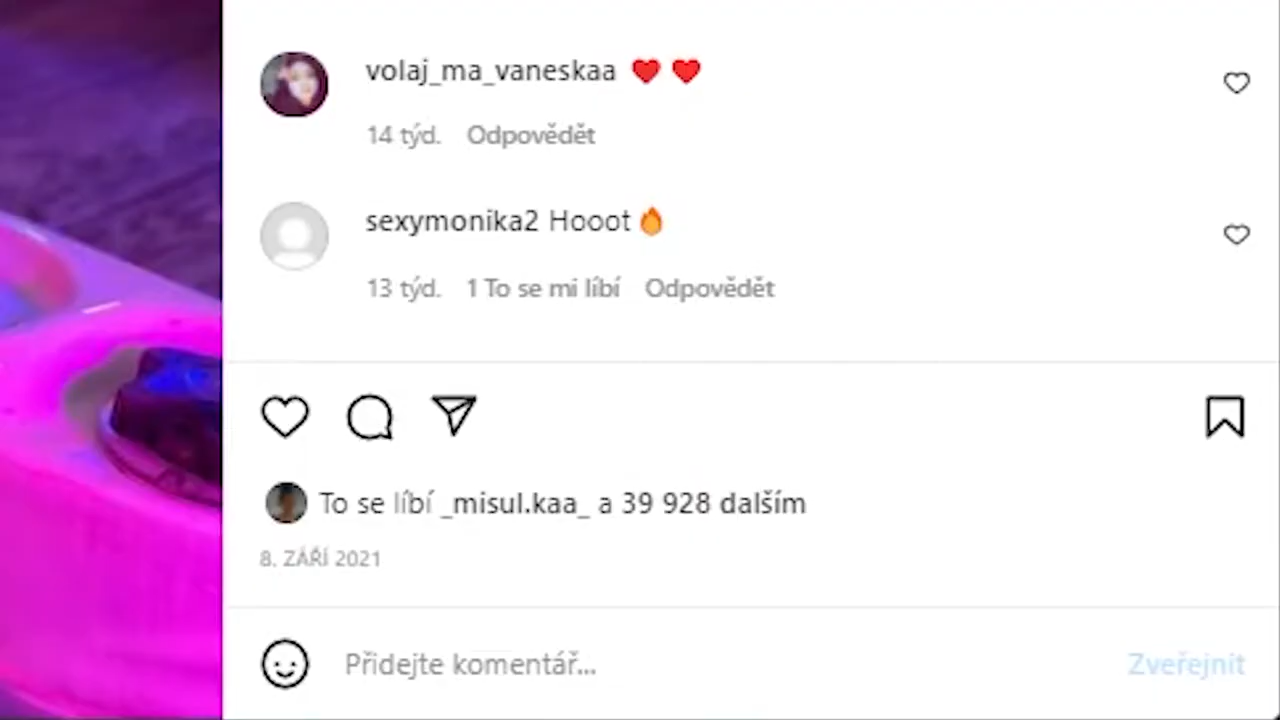 volaj_ma_vaneskaa ❤️ ❤️
14 týd. Odpovědět
sexymonika2 Hooot🔥
13 týd. 1 To se mi líbí Odpovědět
To se líbí _misul.kaa_ a 39 928 dalším
8. ZÁŘÍ 2021
Přidejte komentář...
Zveřejnit